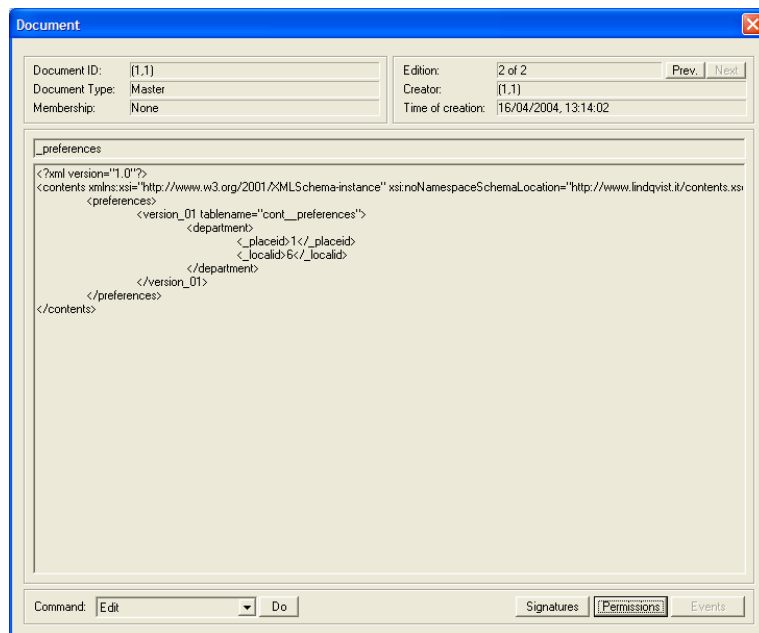 Document
Document ID: (1,1)
Document Type: Master
Membership: None
Edition: 2 of 2 Prev. Next
Creator: (1,1)
Time of creation: 16/04/2004, 13:14:02
_preferences
<?xml version="1.0"?>
<contents xmlns:xsi="http://www.w3.org/2001/XMLSchema-instance" xsi:noNamespaceSchemaLocation="http://www.lindqvist.it/contents.xs
<preferences>
<version_01 tablename="cont__preferences">
<department>
<_placeid>1</_placeid>
<_localid>6</_localid>
</department>
</version_01>
</preferences>
</contents>
Command: Edit Do Signatures Permissions Events